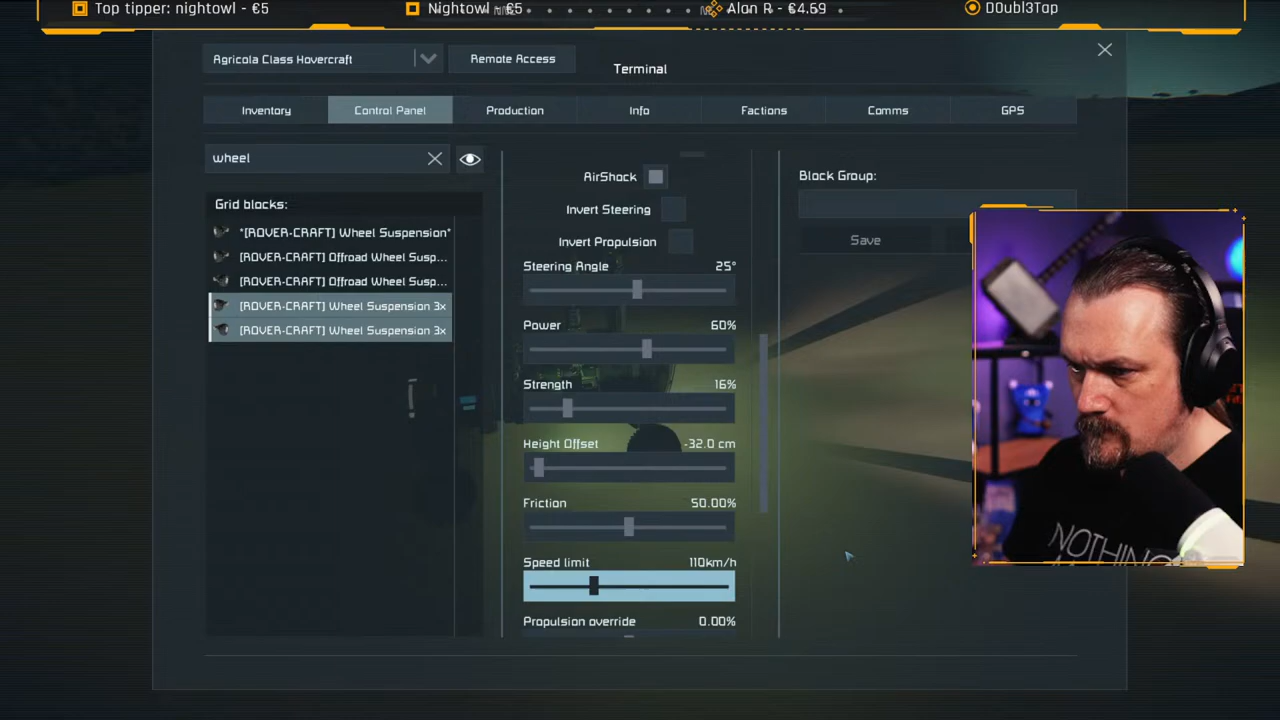 Top tipper: nightowl - €5
Nightowl - €5
Alan R - €4.69
D0ubl3Tap
Agricola Class Hovercraft
Remote Access
Terminal
Inventory
Control Panel
Production
Info
Factions
Comms
GPS
wheel
Grid blocks:
*[ROVER-CRAFT] Wheel Suspension*
[ROVER-CRAFT] Offroad Wheel Susp...
[ROVER-CRAFT] Offroad Wheel Susp...
[ROVER-CRAFT] Wheel Suspension 3x
[ROVER-CRAFT] Wheel Suspension 3x
AirShock
Invert Steering
Invert Propulsion
Steering Angle 25°
Power 60%
Strength 16%
Height Offset -32.0 cm
Friction 50.00%
Speed limit 110km/h
Propulsion override 0.00%
Block Group:
Save
NOTHING